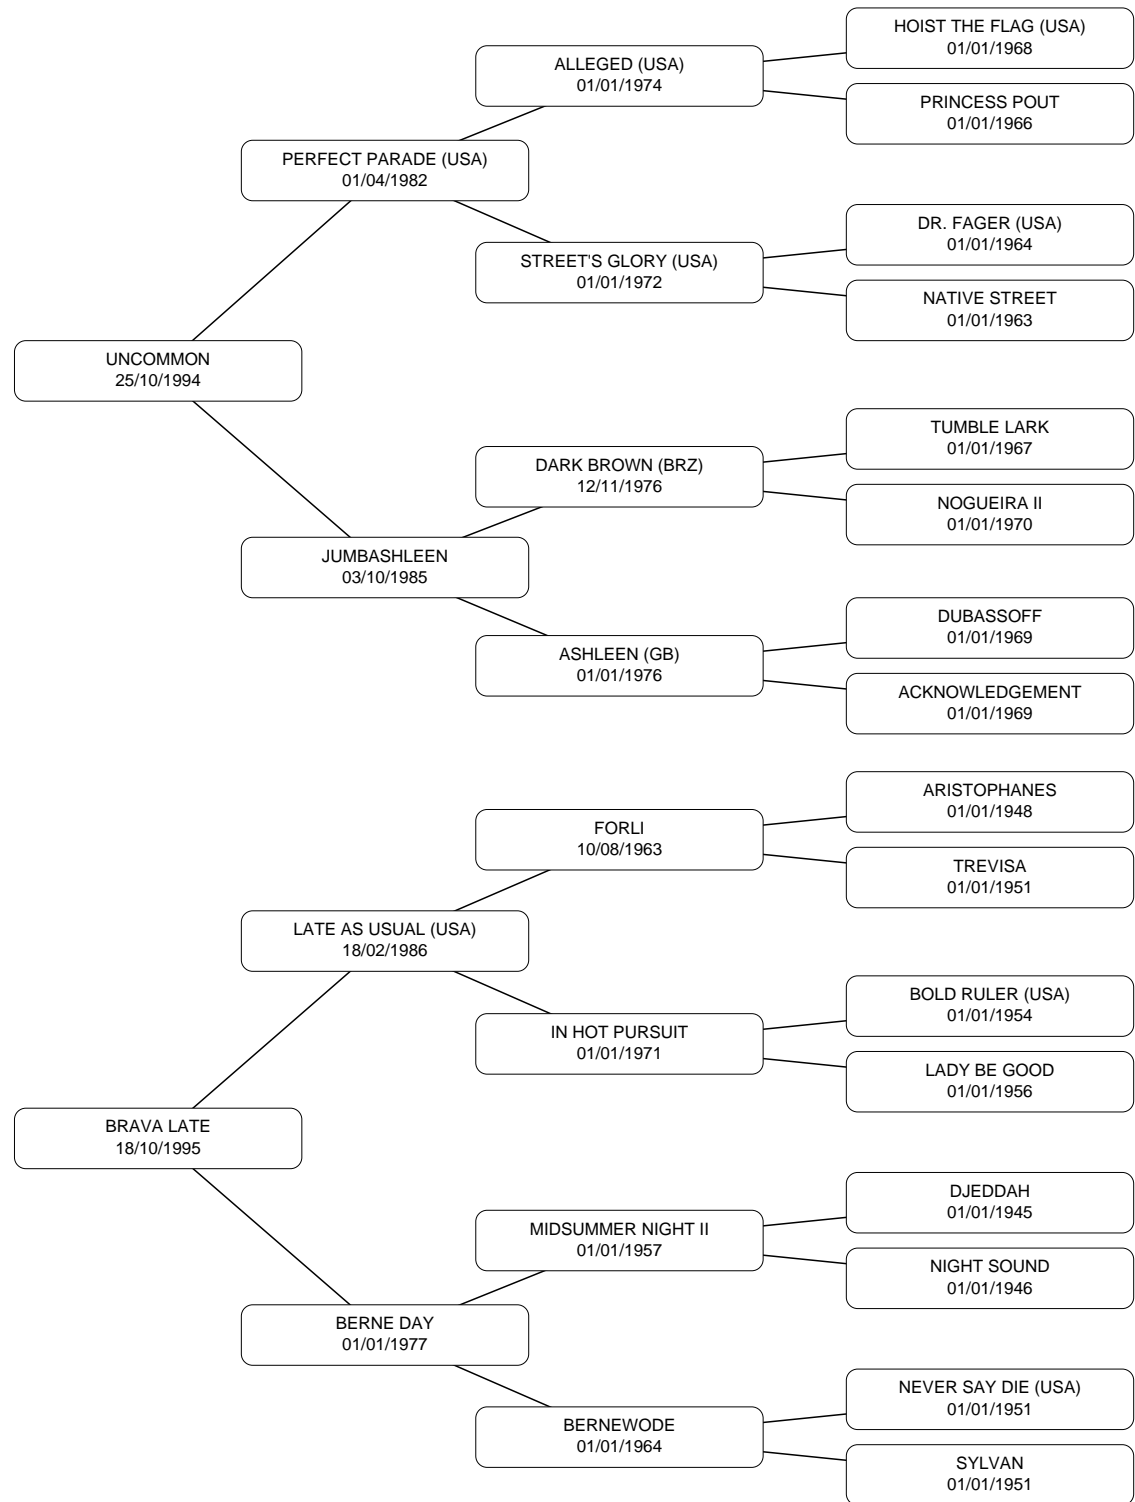 HOIST THE FLAG (USA)
01/01/1968
ALLEGED (USA)
01/01/1974
PRINCESS POUT
01/01/1966
PERFECT PARADE (USA)
01/04/1982
DR. FAGER (USA)
01/01/1964
STREET'S GLORY (USA)
01/01/1972
NATIVE STREET
01/01/1963
UNCOMMON
25/10/1994
TUMBLE LARK
01/01/1967
DARK BROWN (BRZ)
12/11/1976
NOGUEIRA II
01/01/1970
JUMBASHLEEN
03/10/1985
DUBASSOFF
01/01/1969
ASHLEEN (GB)
01/01/1976
ACKNOWLEDGEMENT
01/01/1969
ARISTOPHANES
01/01/1948
FORLI
10/08/1963
TREVISA
01/01/1951
LATE AS USUAL (USA)
18/02/1986
BOLD RULER (USA)
01/01/1954
IN HOT PURSUIT
01/01/1971
LADY BE GOOD
01/01/1956
BRAVA LATE
18/10/1995
DJEDDAH
01/01/1945
MIDSUMMER NIGHT II
01/01/1957
NIGHT SOUND
01/01/1946
BERNE DAY
01/01/1977
NEVER SAY DIE (USA)
01/01/1951
BERNEWODE
01/01/1964
SYLVAN
01/01/1951